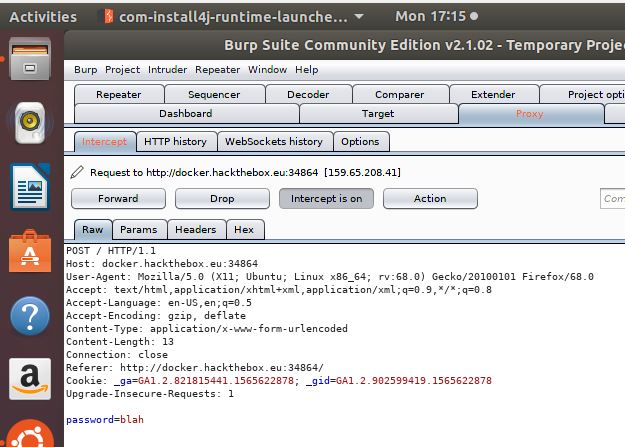 Activities com-install4j-runtime-launche... Mon 17:15
Burp Suite Community Edition v2.1.02 - Temporary Proje
Burp Project Intruder Repeater Window Help
Repeater Sequencer Decoder Comparer Extender Project opti
Dashboard Target Proxy
Intercept HTTP history WebSockets history Options
Request to http://docker.hackthebox.eu:34864 [159.65.208.41]
Forward Drop Intercept is on Action Com
Raw Params Headers Hex
POST / HTTP/1.1
Host: docker.hackthebox.eu:34864
User-Agent: Mozilla/5.0 (X11; Ubuntu; Linux x86_64; rv:68.0) Gecko/20100101 Firefox/68.0
Accept: text/html,application/xhtml+xml,application/xml;q=0.9,*/*;q=0.8
Accept-Language: en-US,en;q=0.5
Accept-Encoding: gzip, deflate
Content-Type: application/x-www-form-urlencoded
Content-Length: 13
Connection: close
Referer: http://docker.hackthebox.eu:34864/
Cookie: _ga=GA1.2.821815441.1565622878; _gid=GA1.2.902599419.1565622878
Upgrade-Insecure-Requests: 1
password=blah